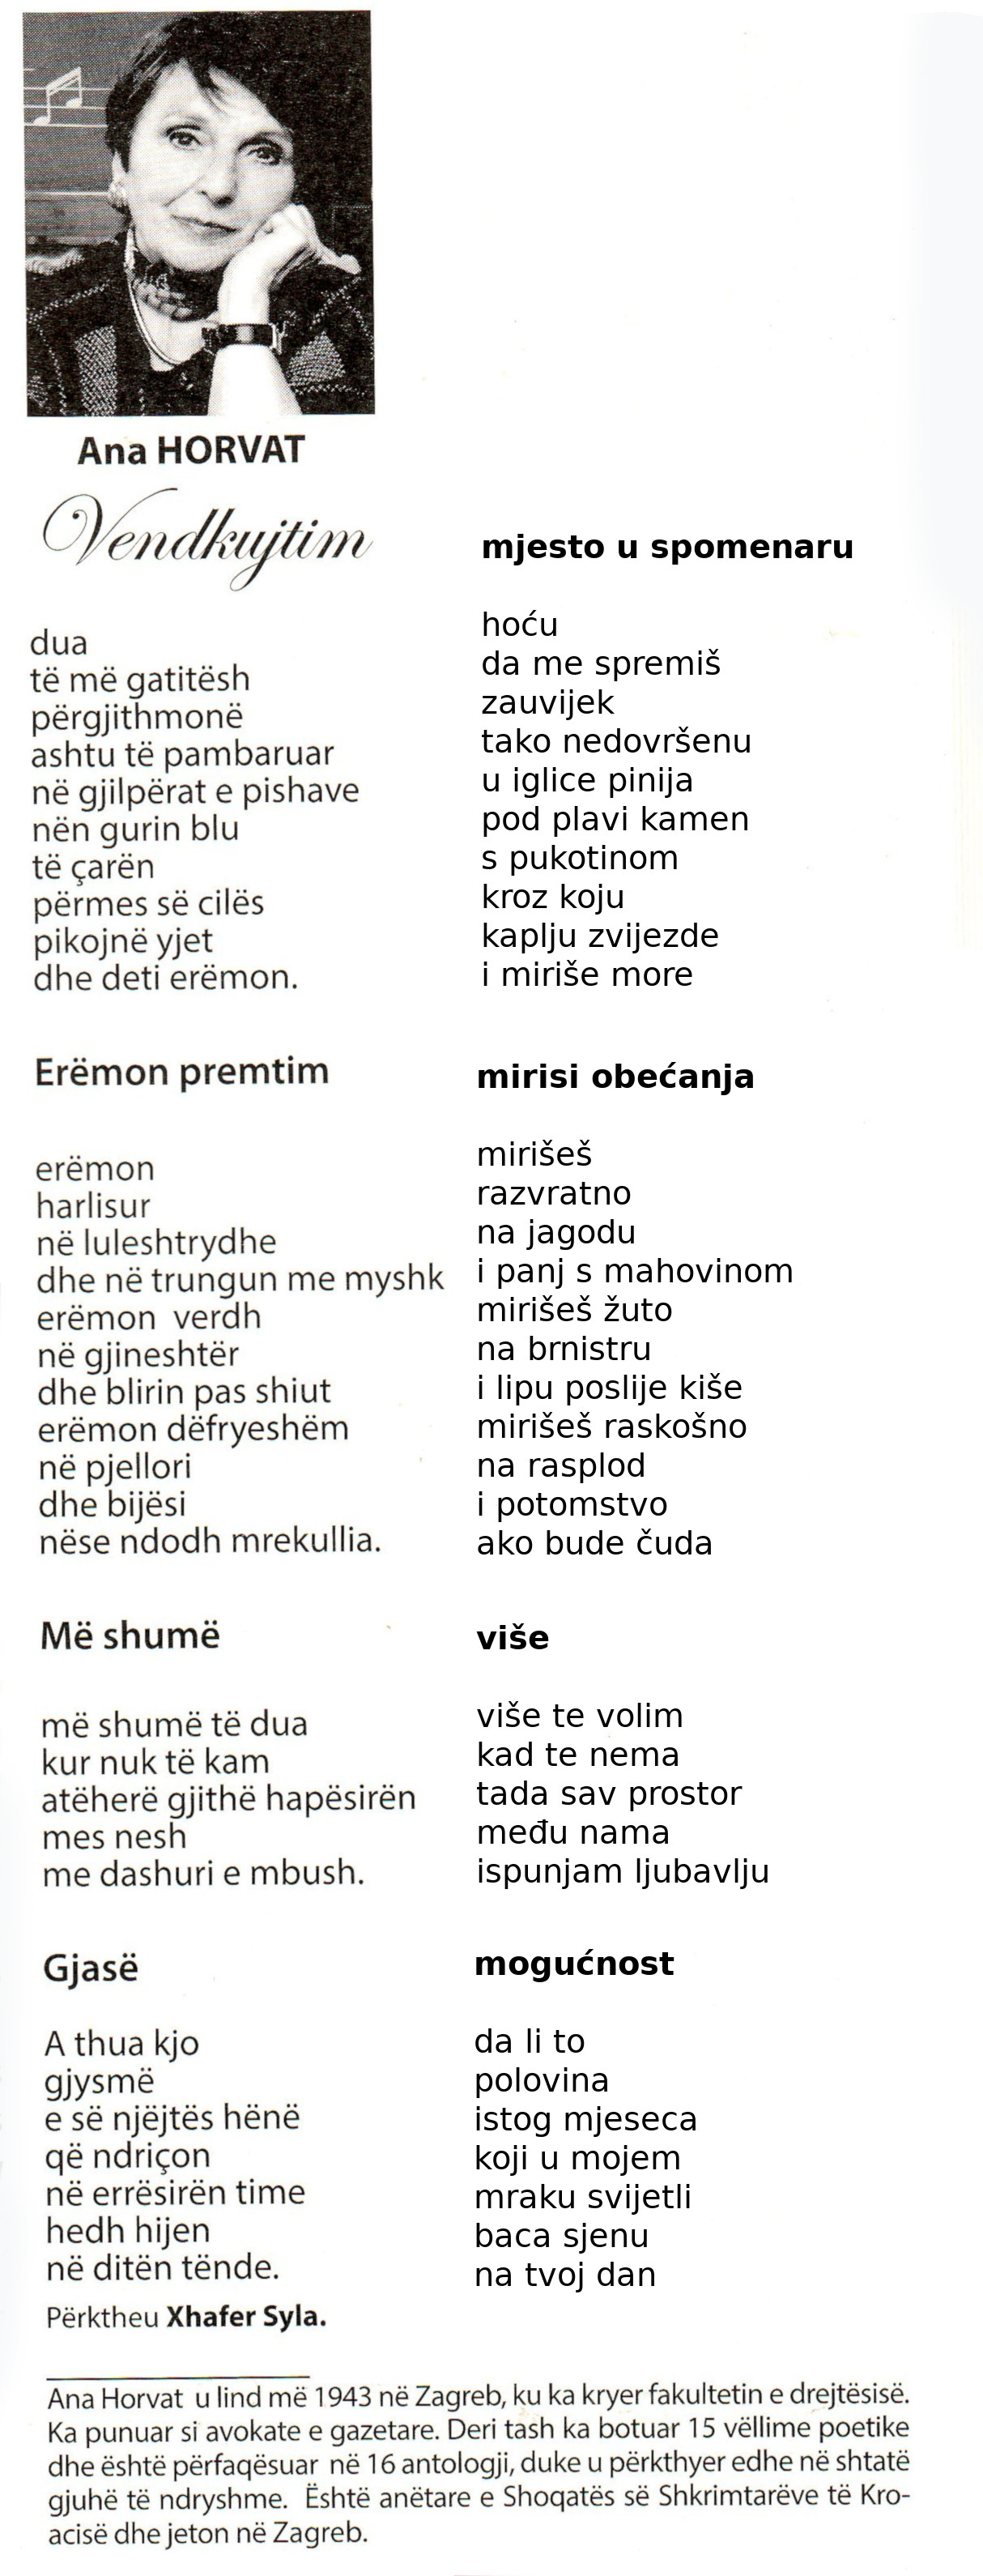 Ana HORVAT
Vendkujtim
dua
të më gatitësh
përgjithmonë
ashtu të pambaruar
në gjilpërat e pishave
nën gurin blu
të çarën
përmes së cilës
pikojnë yjet
dhe deti erëmon.
Erëmon premtim
erëmon
harlisur
në luleshtrydhe
dhe në trungun me myshk
erëmon verdh
në gjineshtër
dhe blirin pas shiut
erëmon dëfryeshëm
në pjellori
dhe bijësi
nëse ndodh mrekullia.
Më shumë
më shumë të dua
kur nuk të kam
atëherë gjithë hapësirën
mes nesh
me dashuri e mbush.
Gjasë
A thua kjo
gjysmë
e së njëjtës hënë
që ndriçon
në errësirën time
hedh hijen
në ditën tënde.
Përktheu Xhafer Syla.
mjesto u spomenaru
hoću
da me spremiš
zauvijek
tako nedovršenu
u iglice pinija
pod plavi kamen
s pukotinom
kroz koju
kaplju zvijezde
i miriše more
mirisi obećanja
mirišeš
razvratno
na jagodu
i panj s mahovinom
mirišeš žuto
na brnistru
i lipu poslije kiše
mirišeš raskošno
na rasplod
i potomstvo
ako bude čuda
više
više te volim
kad te nema
tada sav prostor
među nama
ispunjam ljubavlju
mogućnost
da li to
polovina
istog mjeseca
koji u mojem
mraku svijetli
baca sjenu
na tvoj dan
Ana Horvat u lind më 1943 në Zagreb, ku ka kryer fakultetin e drejtësisë.
Ka punuar si avokate e gazetare. Deri tash ka botuar 15 vëllime poetike
dhe është përfaqësuar në 16 antologji, duke u përkthyer edhe në shtatë
gjuhë të ndryshme. Është anëtare e Shoqatës së Shkrimtarëve të Kro-
acisë dhe jeton në Zagreb.